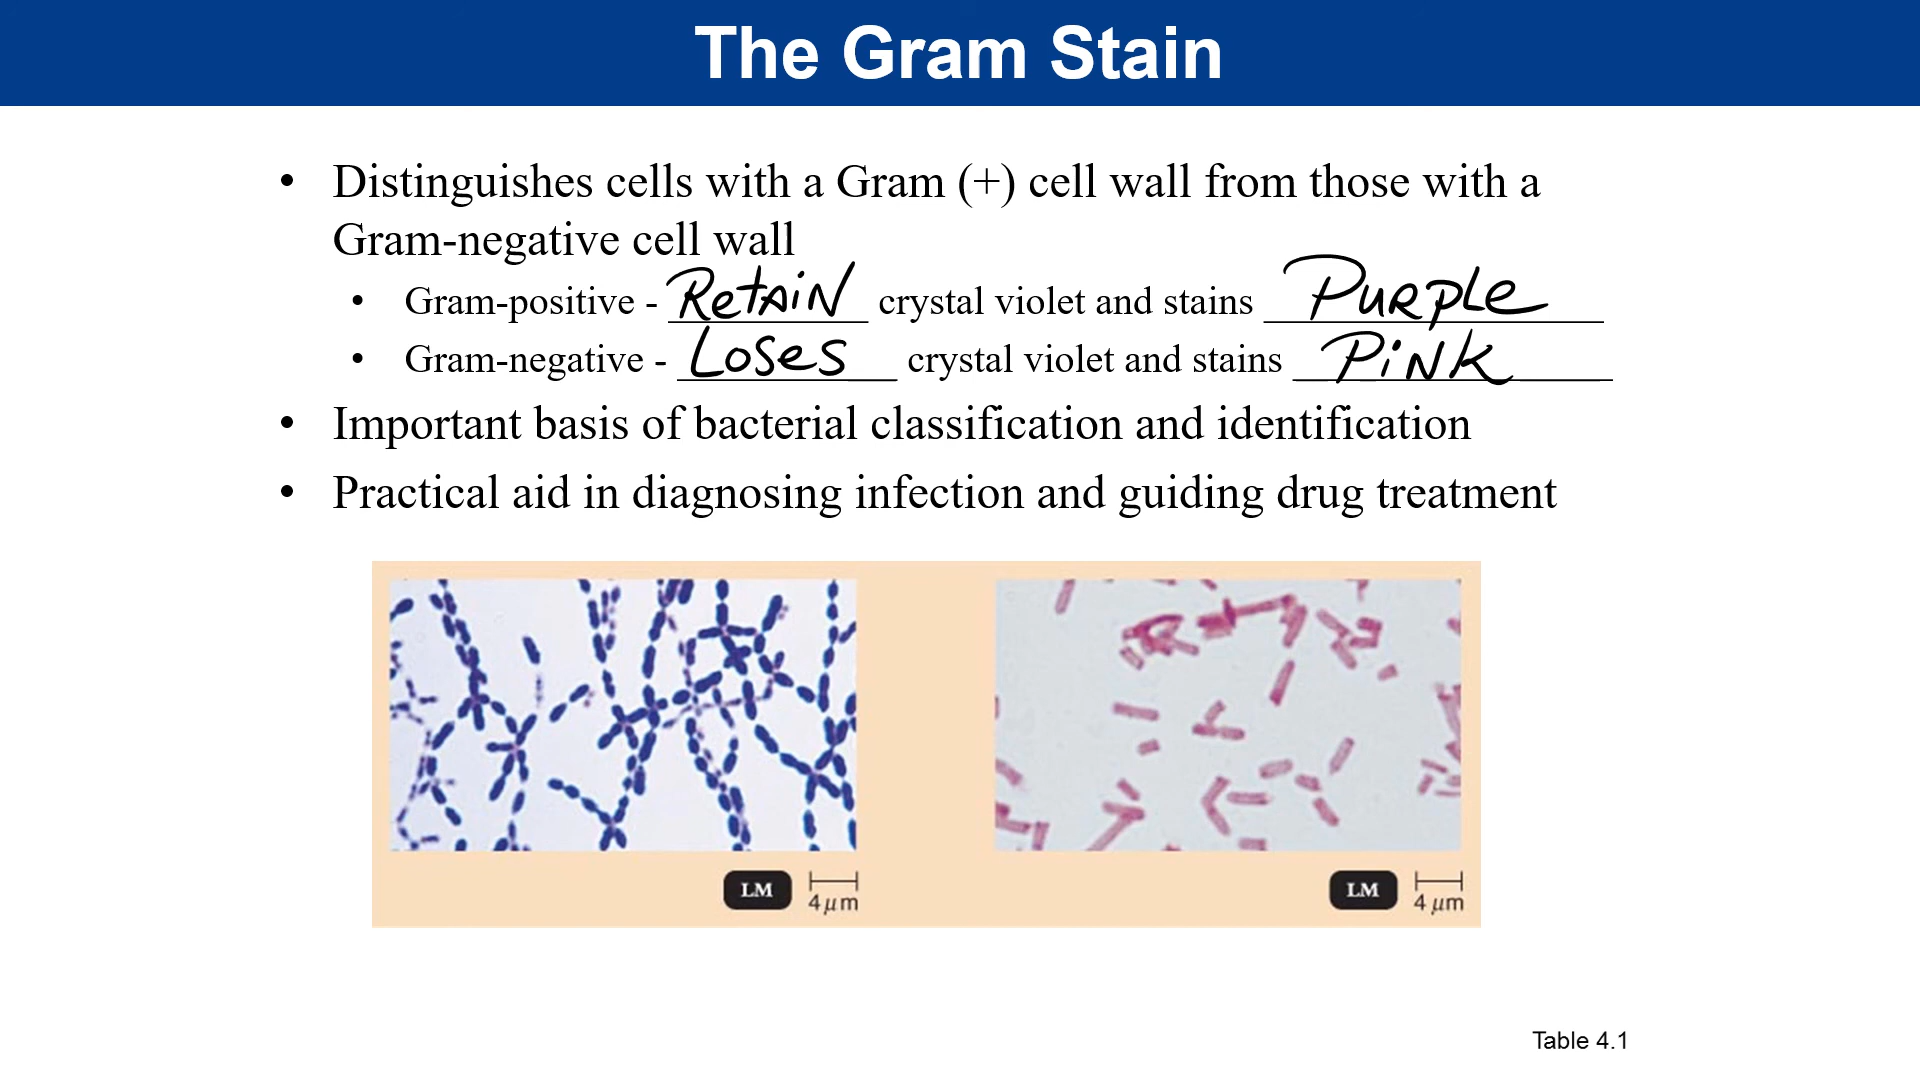 The Gram Stain
• Distinguishes cells with a Gram (+) cell wall from those with a
Gram-negative cell wall
• Gram-positive - Retain crystal violet and stains Purple
• Gram-negative - Loses crystal violet and stains Pink
• Important basis of bacterial classification and identification
• Practical aid in diagnosing infection and guiding drug treatment
LM 4 μm
LM 4 μm
Table 4.1